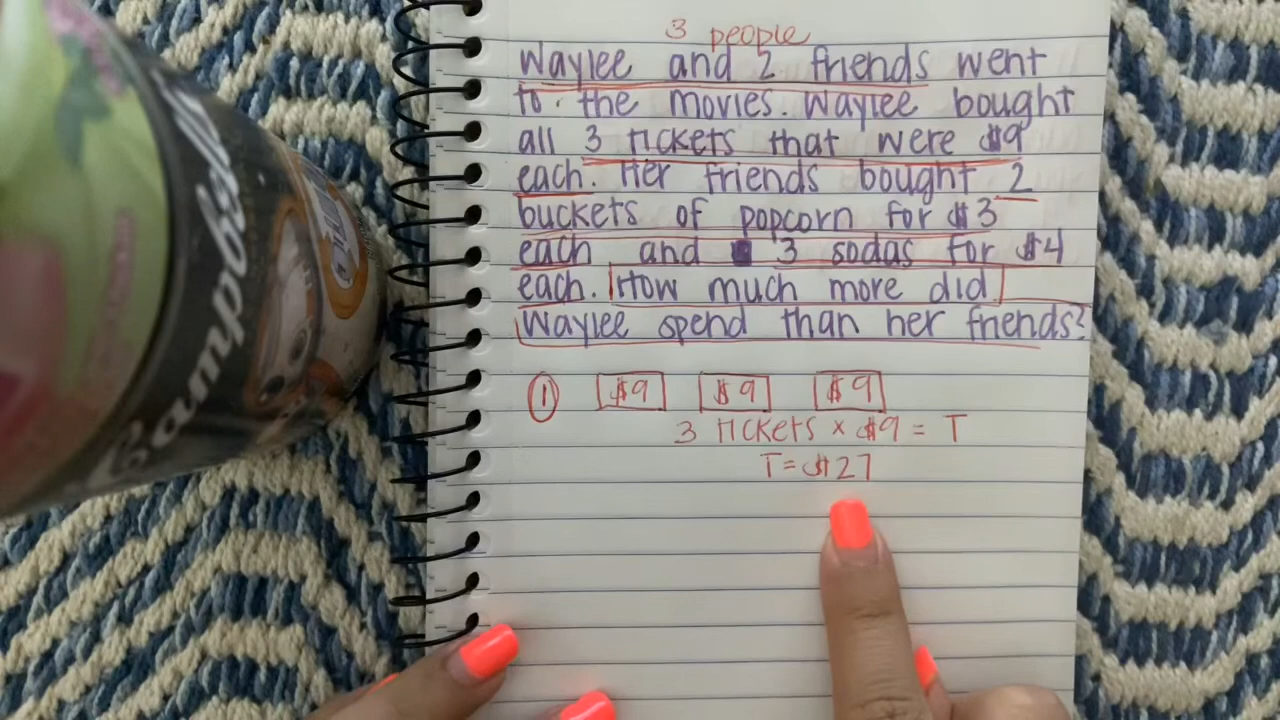 3 people
Waylee and 2 friends went
to the movies. Waylee bought
all 3 tickets that were $9
each. Her friends bought 2
buckets of popcorn for $3
each and 3 sodas for $4
each. How much more did
Waylee spend than her friends?
① $9 $9 $9
3 tickets × $9 = T
T = $27